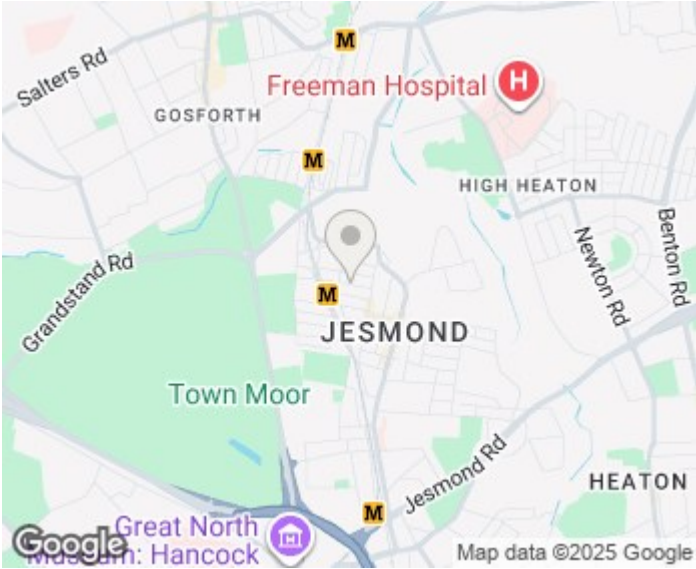 M
Salters Rd
Freeman Hospital
H
GOSFORTH
M
HIGH HEATON
Benton Rd
Newton Rd
Grandstand Rd
M
JESMOND
Town Moor
Jesmond Rd
HEATON
M
Great North
Museum: Hancock
Google
Map data ©2025 Google